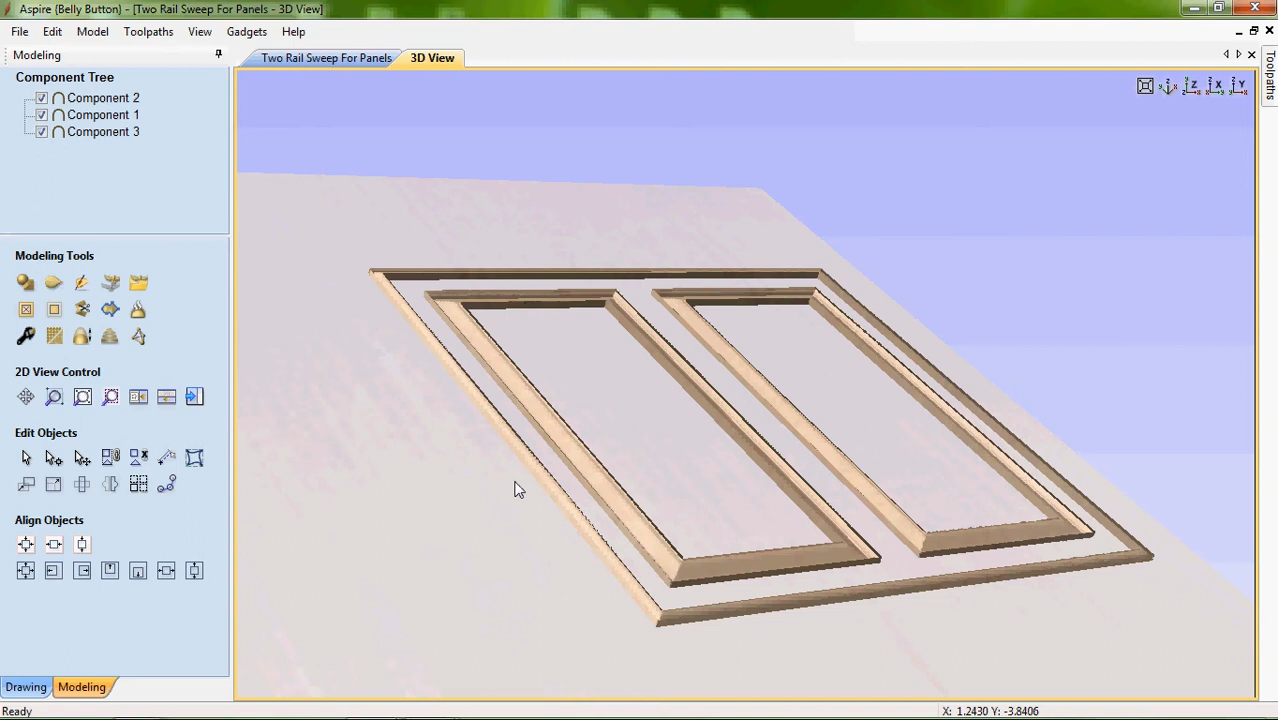 Aspire (Belly Button) - [Two Rail Sweep For Panels - 3D View]
File Edit Model Toolpaths View Gadgets Help
Modeling
Two Rail Sweep For Panels 3D View
Toolpaths
Component Tree
Component 2
Component 1
Component 3
Modeling Tools
2D View Control
Edit Objects
Align Objects
Drawing Modeling
Ready
X: 1.2430 Y: -3.8406